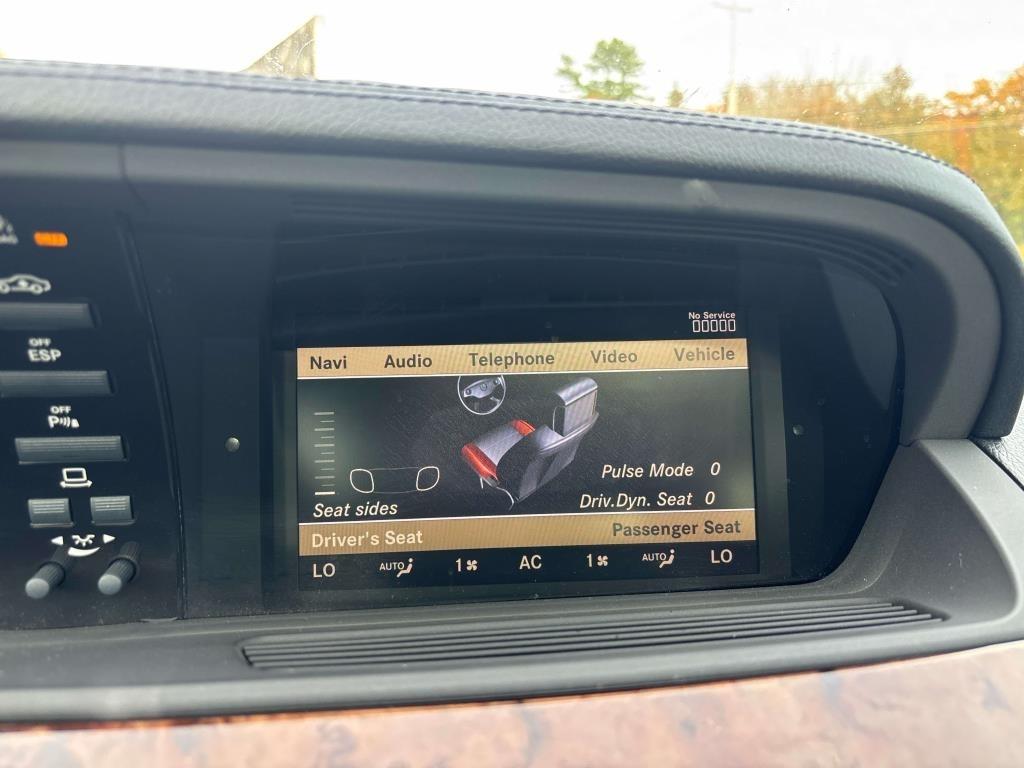 No Service
Navi Audio Telephone Video Vehicle
Pulse Mode 0
Seat sides
Driv.Dyn. Seat 0
Driver's Seat Passenger Seat
LO AUTO 1 AC 1 AUTO LO
OFF
ESP
OFF
P